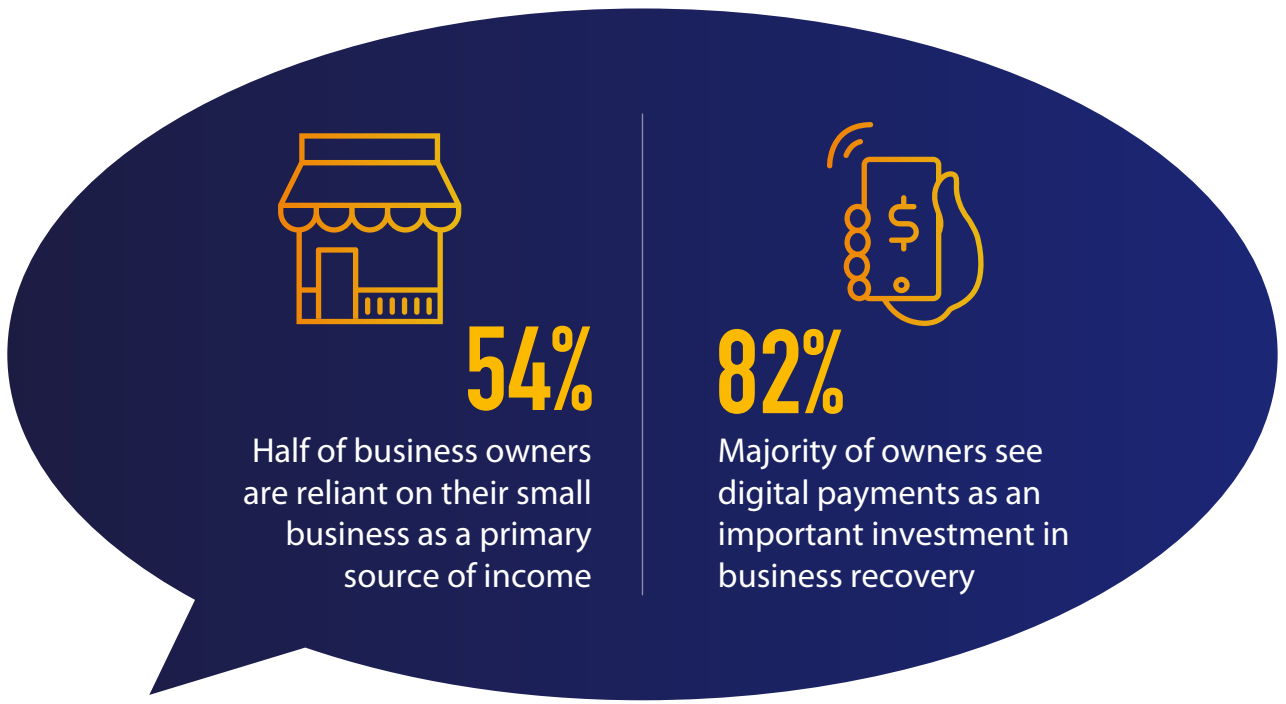 54%
Half of business owners
are reliant on their small
business as a primary
source of income
$
82%
Majority of owners see
digital payments as an
important investment in
business recovery